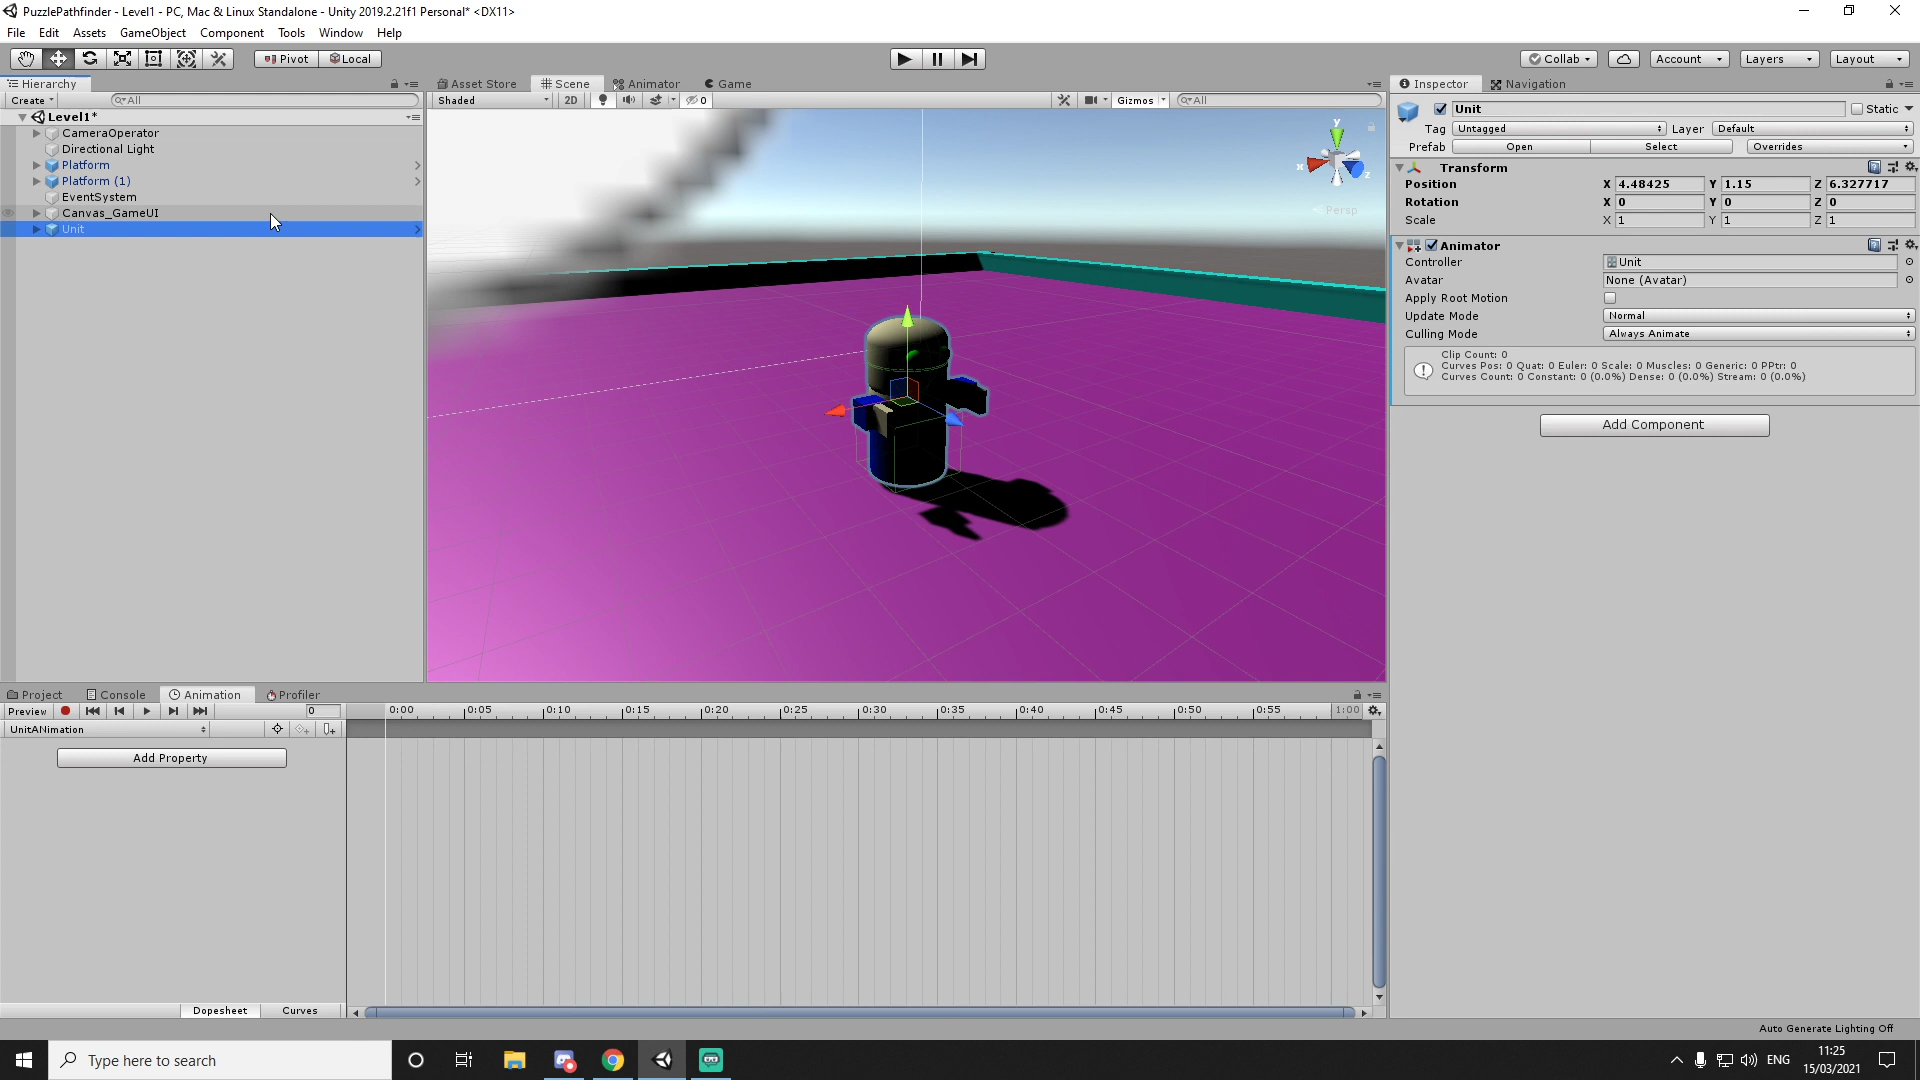 PuzzlePathfinder - Level1 - PC, Mac & Linux Standalone - Unity 2019.2.21f1 Personal* <DX11>
File Edit Assets GameObject Component Tools Window Help
Pivot Local Collab Account Layers Layout
Hierarchy Asset Store Scene Animator Game Inspector Navigation
Create All Shaded 2D 0 Gizmos All
Level1*
CameraOperator
Directional Light
Platform
Platform (1)
EventSystem
Canvas_GameUI
Unit
y
x
z
Persp
Unit Static
Tag Untagged Layer Default
Prefab Open Select Overrides
Transform
Position X 4.48425 Y 1.15 Z 6.327717
Rotation X 0 Y 0 Z 0
Scale X 1 Y 1 Z 1
Animator
Controller Unit
Avatar None (Avatar)
Apply Root Motion
Update Mode Normal
Culling Mode Always Animate
Clip Count: 0
Curves Pos: 0 Quat: 0 Euler: 0 Scale: 0 Muscles: 0 Generic: 0 PPtr: 0
Curves Count: 0 Constant: 0 (0.0%) Dense: 0 (0.0%) Stream: 0 (0.0%)
Add Component
Project Console Animation Profiler
Preview 0 0:00 0:05 0:10 0:15 0:20 0:25 0:30 0:35 0:40 0:45 0:50 0:55 1:00
UnitANimation
Add Property
Dopesheet Curves
Auto Generate Lighting Off
Type here to search
ENG
11:25
15/03/2021